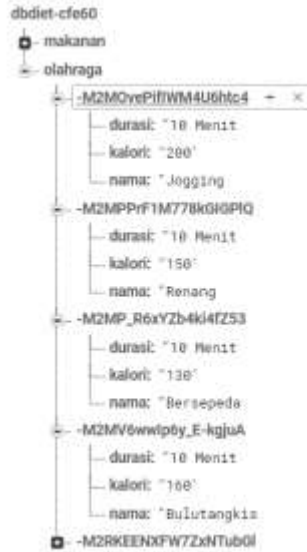 dbdiet-cfe60
makanan
olahraga
-M2MOvePifIWM4U6htc4 + ×
durasi: "10 Menit
kalori: "200"
nama: "Jogging
-M2MPPrF1M778kGIGPlQ
durasi: "10 Menit
kalori: "150"
nama: "Renang
-M2MP_R6xYZb4ki4fZ53
durasi: "10 Menit
kalori: "130"
nama: "Bersepeda
-M2MV6wwIp6y_E-kgjuA
durasi: "10 Menit
kalori: "160"
nama: "Bulutangkis
-M2RKEENXFW7ZxNTubGl